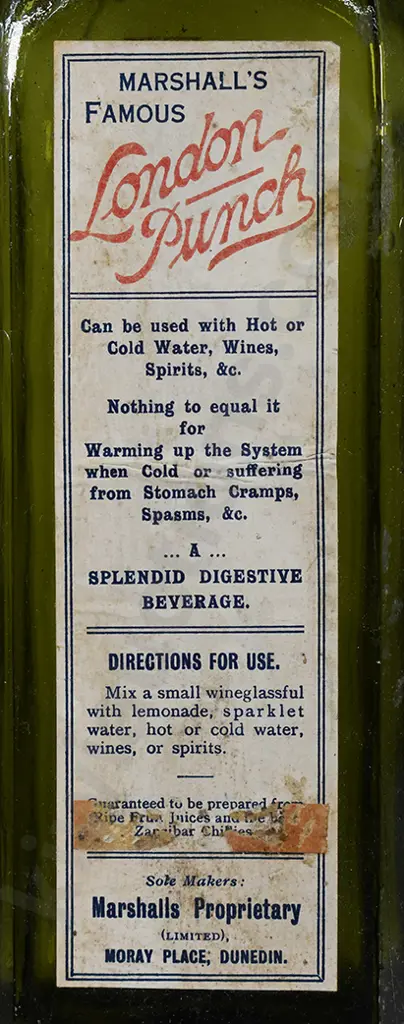 MARSHALL'S
FAMOUS
London
Punch
Can be used with Hot or
Cold Water, Wines,
Spirits, &c.
Nothing to equal it
for
Warming up the System
when Cold or suffering
from Stomach Cramps,
Spasms, &c.
... A ...
SPLENDID DIGESTIVE
BEVERAGE.
DIRECTIONS FOR USE.
Mix a small wineglassful
with lemonade, sparklet
water, hot or cold water,
wines, or spirits.
Guaranteed to be prepared from
Ripe Fruit Juices and the
Zanzibar Chillies
Sole Makers:
Marshalls Proprietary
(LIMITED),
MORAY PLACE, DUNEDIN.